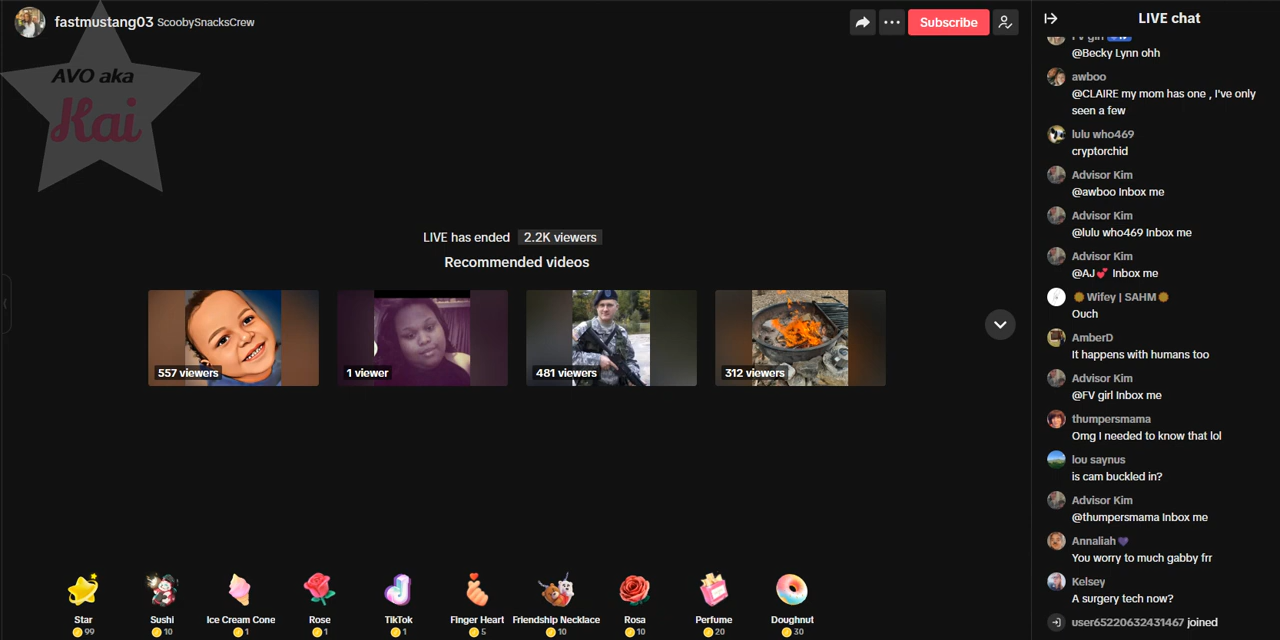 fastmustang03 ScoobySnacksCrew
Subscribe
AVO aka
Kai
LIVE has ended 2.2K viewers
Recommended videos
557 viewers
1 viewer
481 viewers
312 viewers
Star
99
Sushi
10
Ice Cream Cone
1
Rose
1
TikTok
1
Finger Heart
5
Friendship Necklace
10
Rosa
10
Perfume
20
Doughnut
30
LIVE chat
FV girl
@Becky Lynn ohh
awboo
@CLAIRE my mom has one , I've only
seen a few
lulu who469
cryptorchid
Advisor Kim
@awboo Inbox me
Advisor Kim
@lulu who469 Inbox me
Advisor Kim
@AJ💕 Inbox me
Wifey | SAHM
Ouch
AmberD
It happens with humans too
Advisor Kim
@FV girl Inbox me
thumpersmama
Omg I needed to know that lol
lou saynus
is cam buckled in?
Advisor Kim
@thumpersmama Inbox me
Annaliah💜
You worry to much gabby frr
Kelsey
A surgery tech now?
user65220632431467 joined